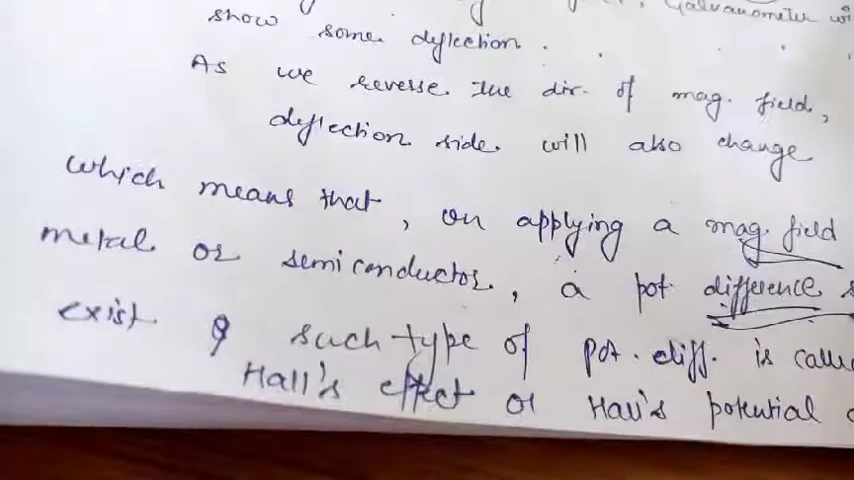 Galvanometer
show some deflection.
As we reverse the dir. of mag. field,
deflection side will also change
which means that, on applying a mag. field
metal or semiconductor, a pot difference
exist & such type of pot. diff. is
Hall's effect or Hall's potential